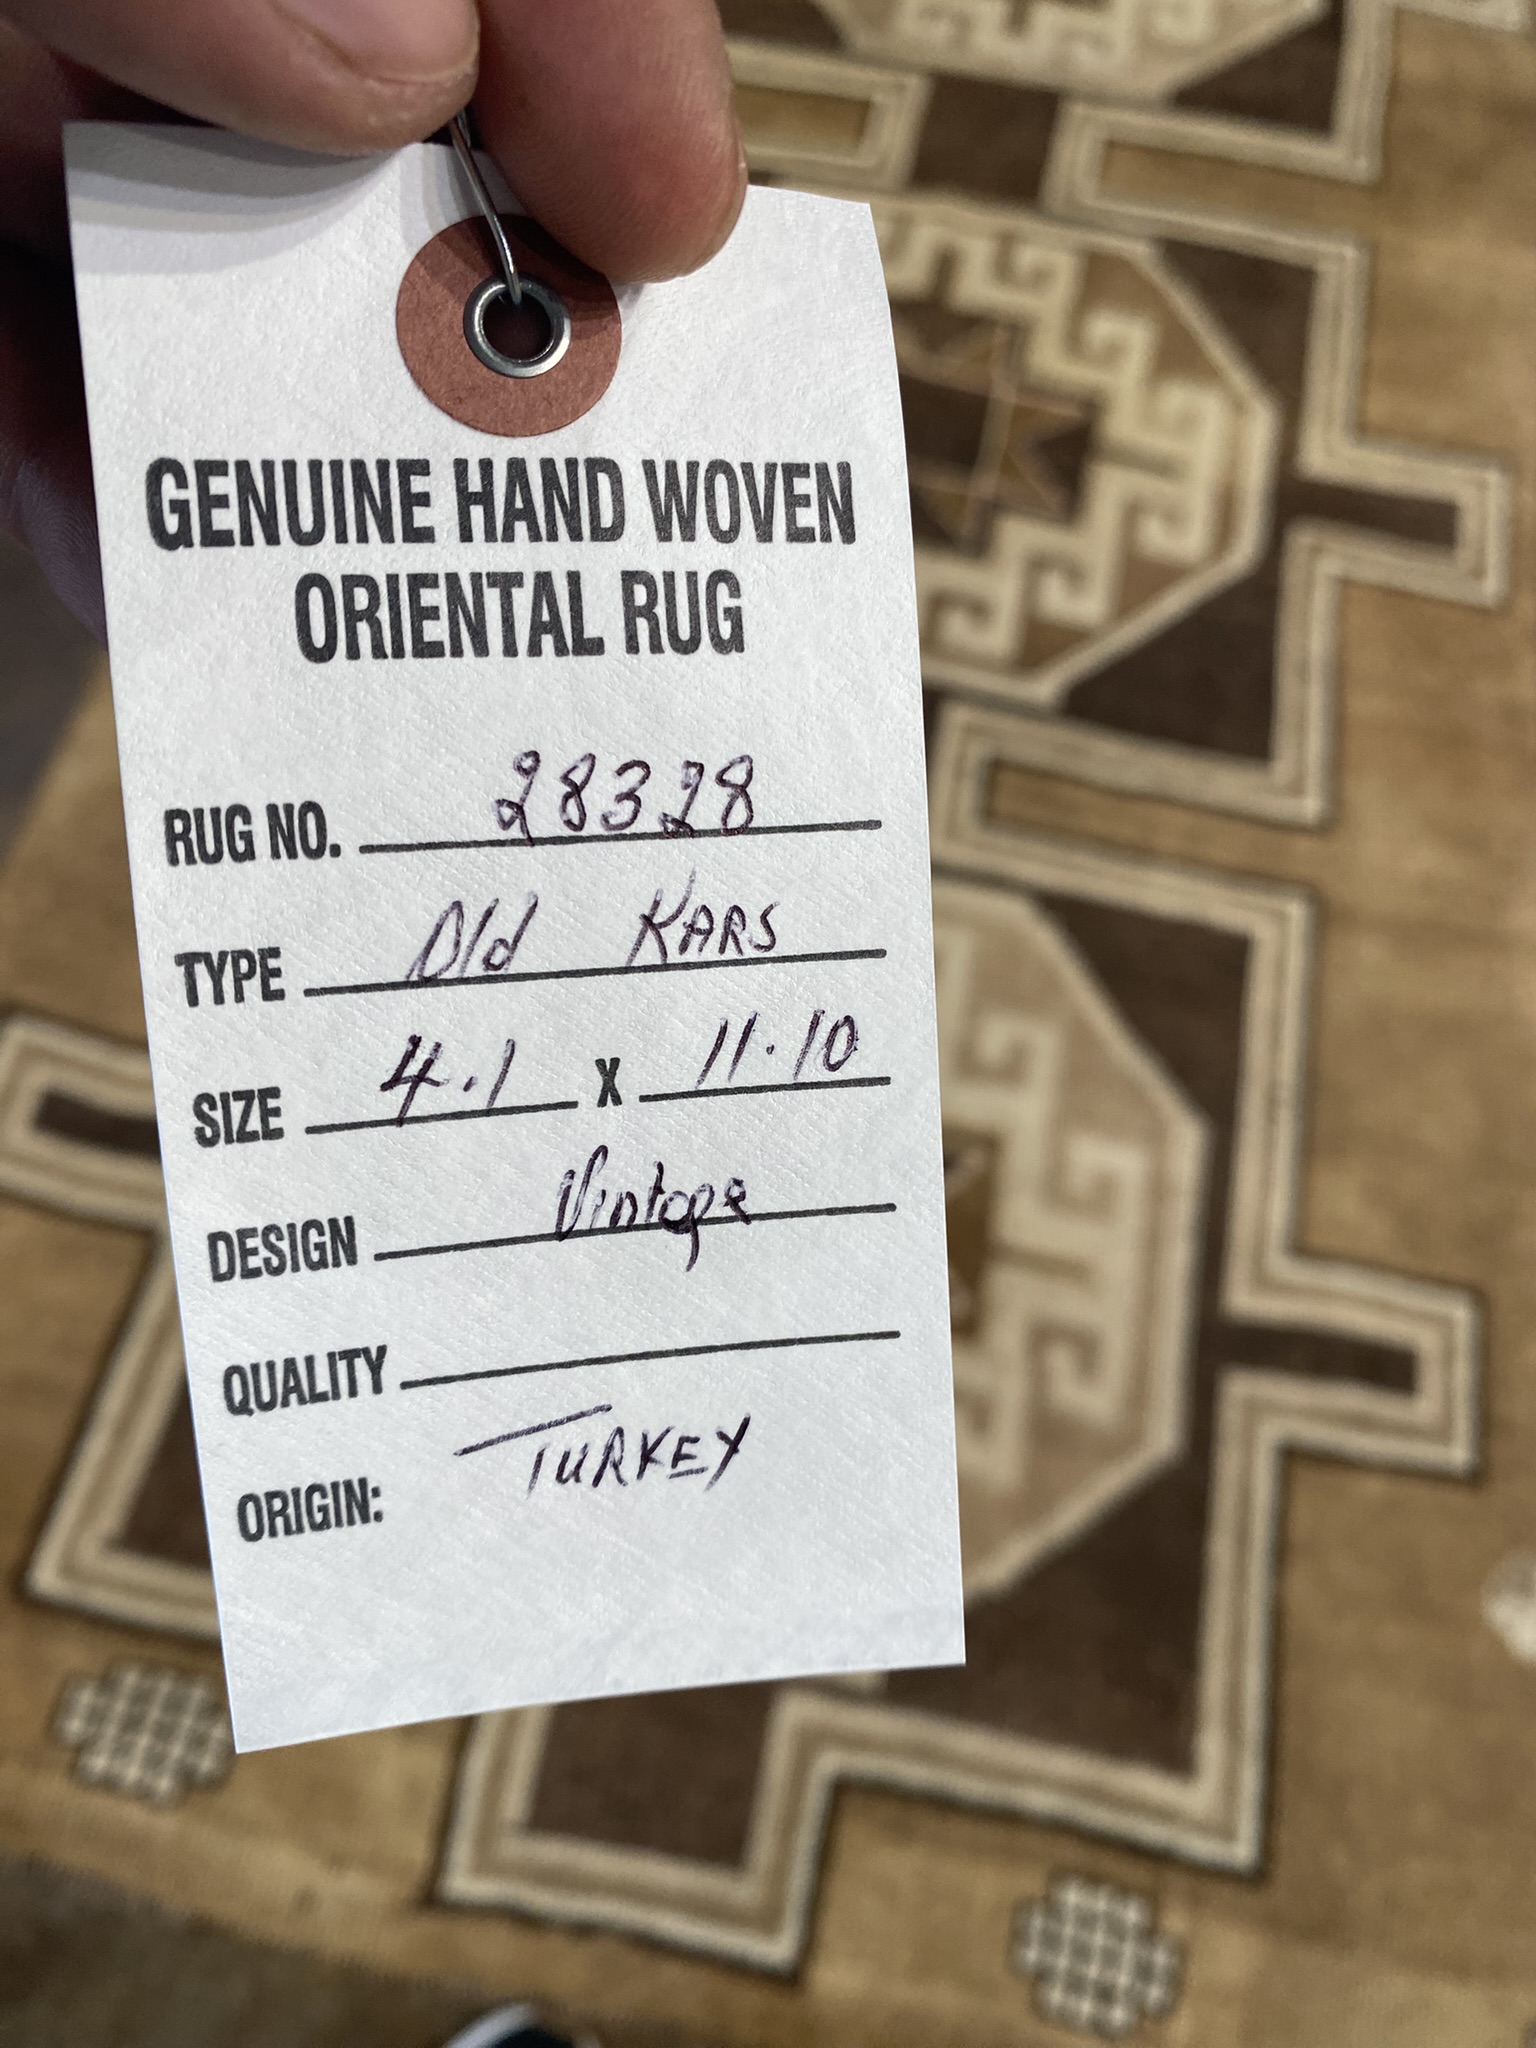 GENUINE HAND WOVEN
ORIENTAL RUG
RUG NO. 28328
TYPE Old KARS
SIZE 4.1 X 11.10
DESIGN Vintage
QUALITY
ORIGIN: TURKEY